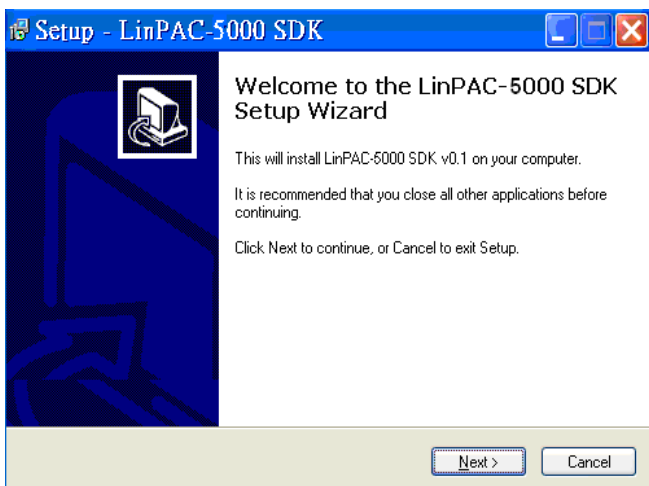 Setup - LinPAC-5000 SDK
Welcome to the LinPAC-5000 SDK
Setup Wizard
This will install LinPAC-5000 SDK v0.1 on your computer.
It is recommended that you close all other applications before
continuing.
Click Next to continue, or Cancel to exit Setup.
Next >
Cancel